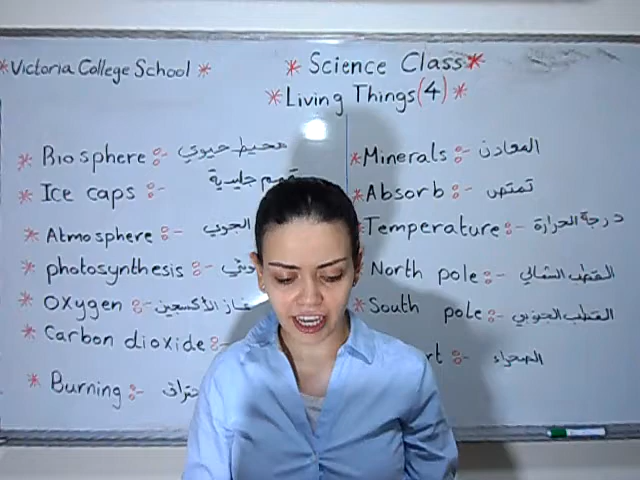 *Victoria College School *
* Science Class *
* Living Things(4) *
* Biosphere :- محيط حيوي
* Ice caps :- قمم جليدية
* Atmosphere :- الجوي
* photosynthesis :-
* Oxygen :- غاز الأكسجين
* Carbon dioxide :-
* Burning :-
* Minerals :- المعادن
* Absorb :- تمتص
Temperature :- درجة الحرارة
North pole :- القطب الشمالي
* South pole :- القطب الجنوبي
:- الصحراء